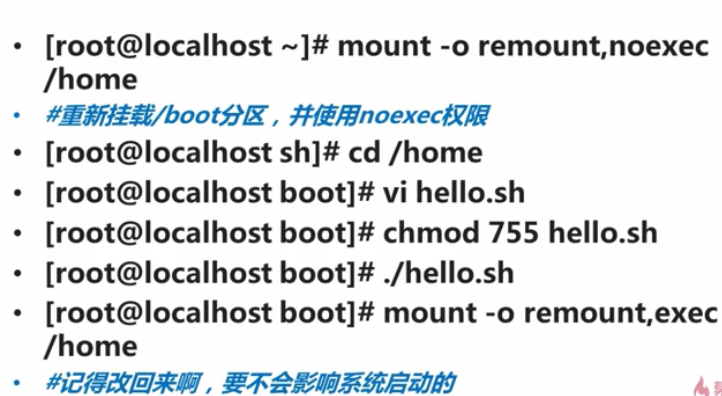 • [root@localhost ~]# mount -o remount,noexec
/home
• #重新挂载/boot分区，并使用noexec权限
• [root@localhost sh]# cd /home
• [root@localhost boot]# vi hello.sh
• [root@localhost boot]# chmod 755 hello.sh
• [root@localhost boot]# ./hello.sh
• [root@localhost boot]# mount -o remount,exec
/home
• #记得改回来啊，要不会影响系统启动的